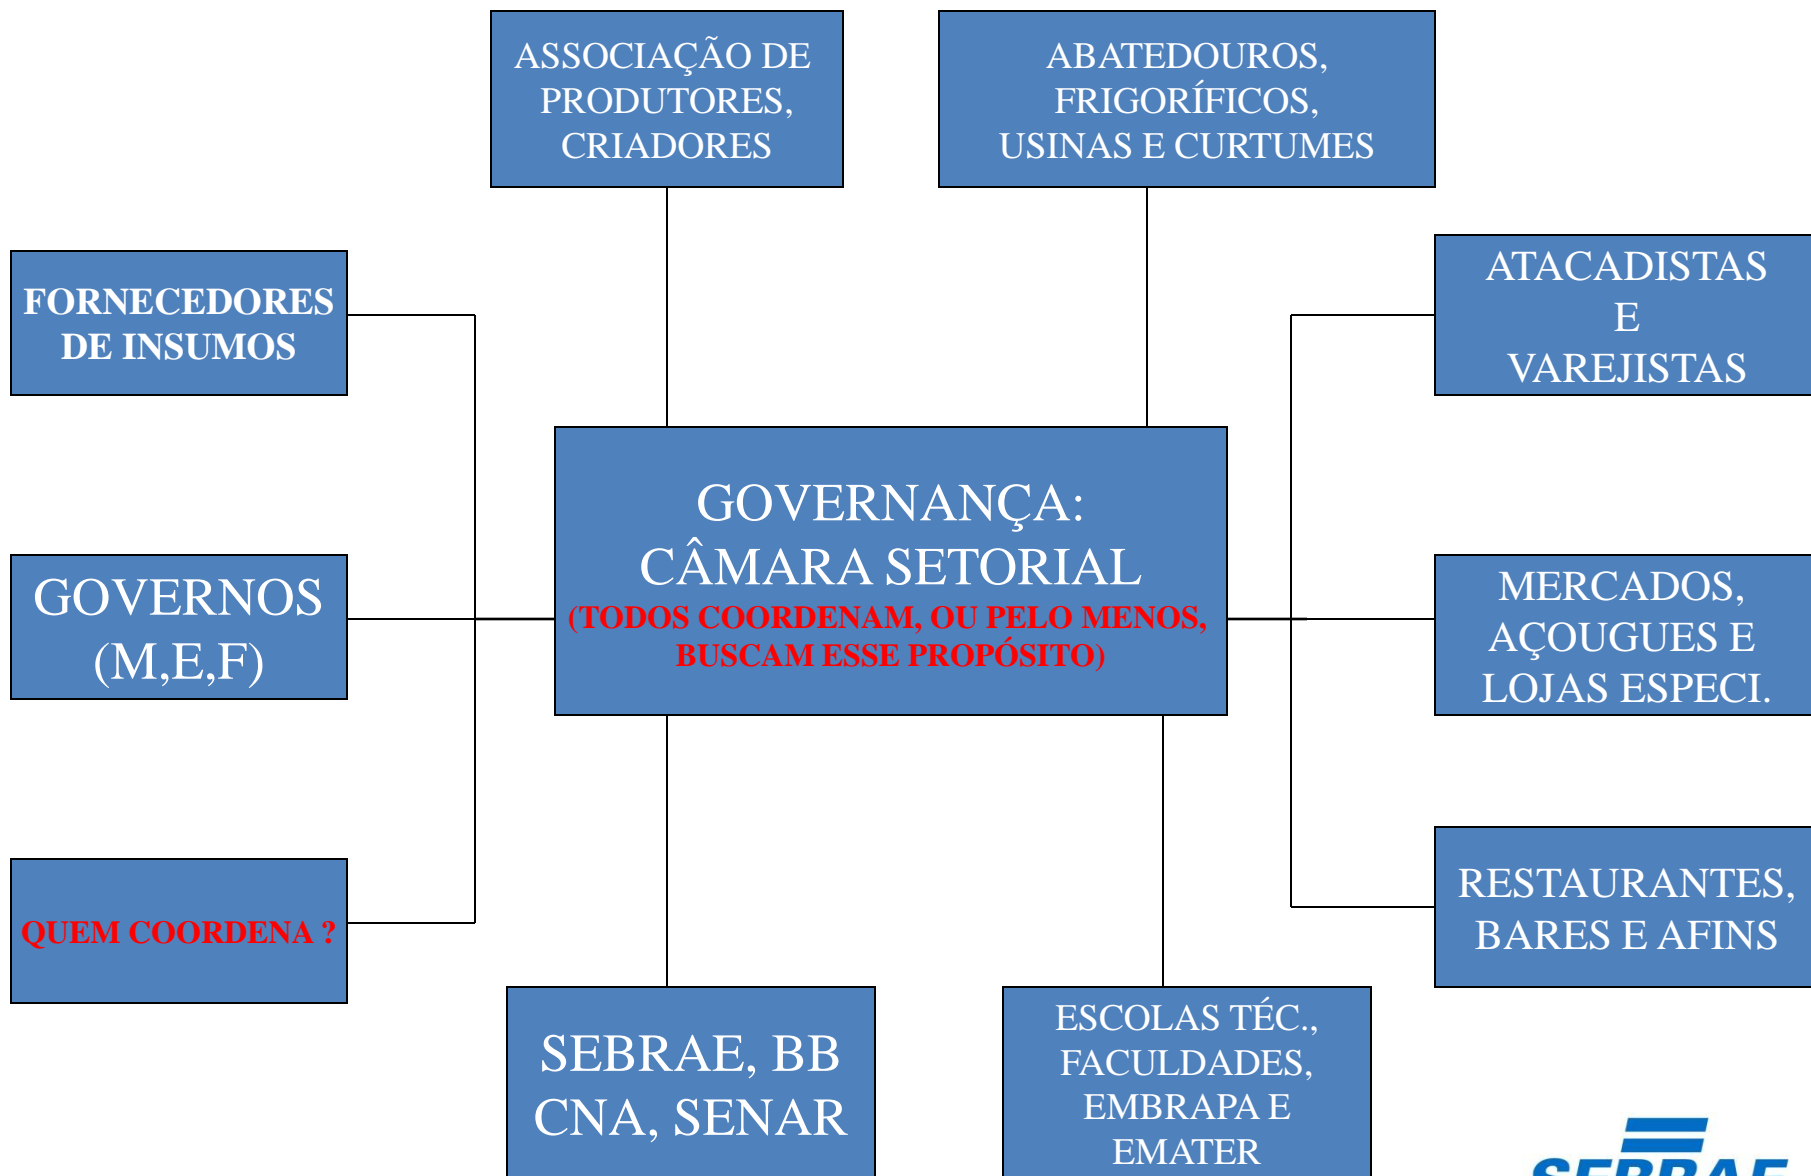 ASSOCIAÇÃO DE
PRODUTORES,
CRIADORES
ABATEDOUROS,
FRIGORÍFICOS,
USINAS E CURTUMES
FORNECEDORES
DE INSUMOS
ATACADISTAS
E
VAREJISTAS
GOVERNANÇA:
CÂMARA SETORIAL
(TODOS COORDENAM, OU PELO MENOS,
BUSCAM ESSE PROPÓSITO)
GOVERNOS
(M,E,F)
MERCADOS,
AÇOUGUES E
LOJAS ESPECI.
QUEM COORDENA ?
RESTAURANTES,
BARES E AFINS
SEBRAE, BB
CNA, SENAR
ESCOLAS TÉC.,
FACULDADES,
EMBRAPA E
EMATER
SEBRAE